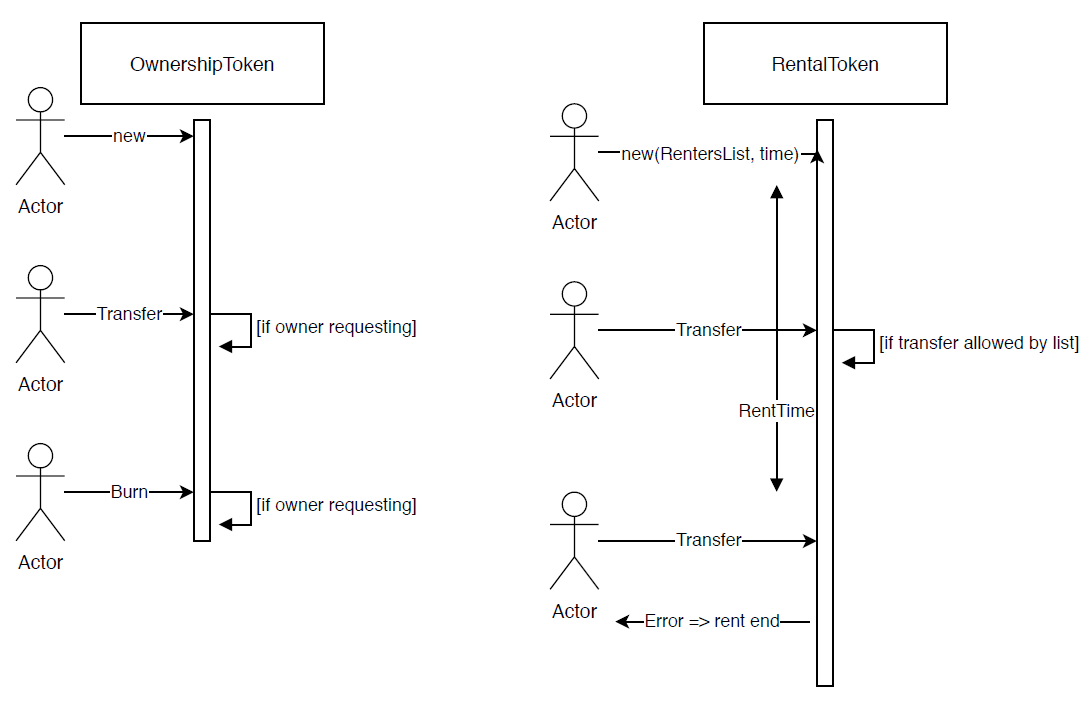 OwnershipToken
new
Actor
Transfer
[if owner requesting]
Actor
Burn
[if owner requesting]
Actor
RentalToken
new(RentersList, time)
Actor
Transfer
[if transfer allowed by list]
Actor
RentTime
Transfer
Actor
Error => rent end